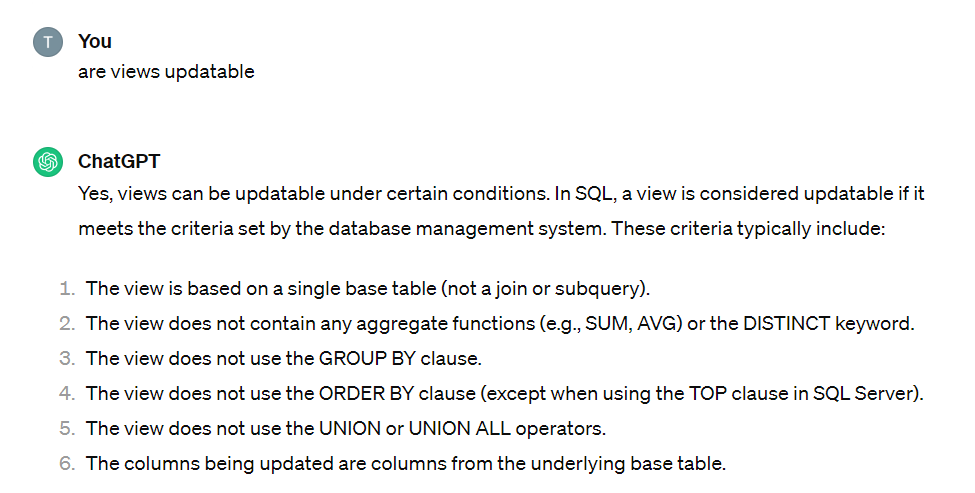 T
You
are views updatable
ChatGPT
Yes, views can be updatable under certain conditions. In SQL, a view is considered updatable if it
meets the criteria set by the database management system. These criteria typically include:
1. The view is based on a single base table (not a join or subquery).
2. The view does not contain any aggregate functions (e.g., SUM, AVG) or the DISTINCT keyword.
3. The view does not use the GROUP BY clause.
4. The view does not use the ORDER BY clause (except when using the TOP clause in SQL Server).
5. The view does not use the UNION or UNION ALL operators.
6. The columns being updated are columns from the underlying base table.